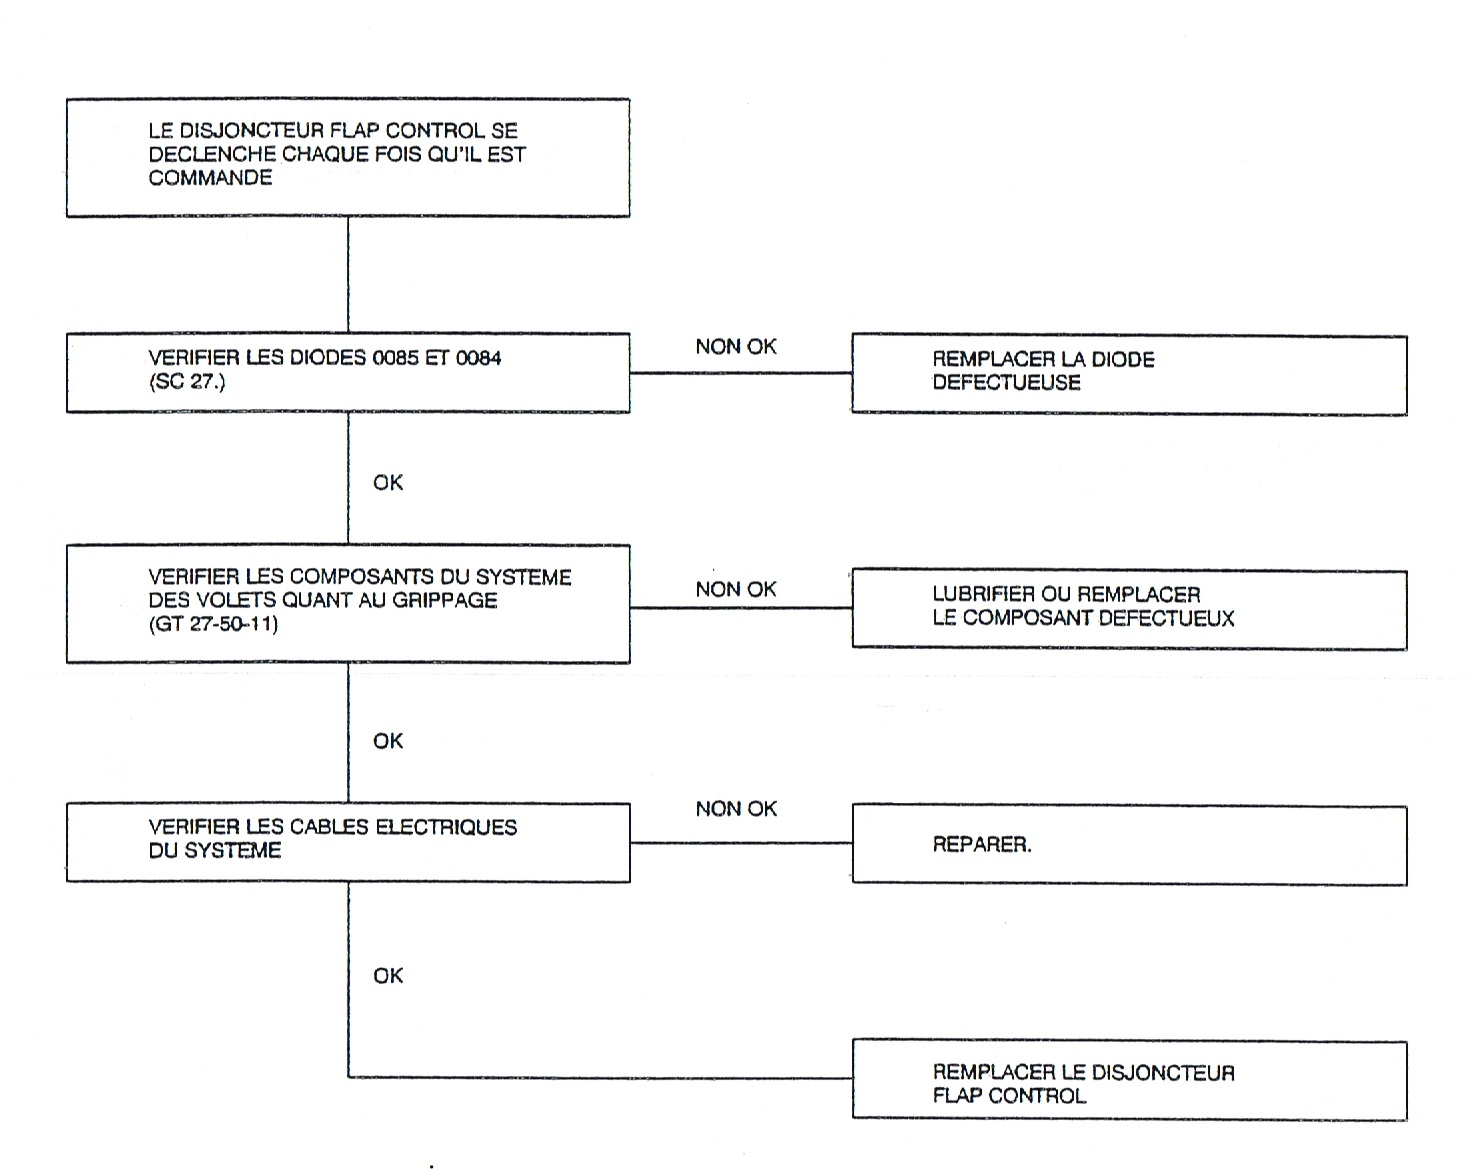 LE DISJONCTEUR FLAP CONTROL SE
DECLENCHE CHAQUE FOIS QU'IL EST
COMMANDE
VERIFIER LES DIODES 0085 ET 0084
(SC 27.)
NON OK
REMPLACER LA DIODE
DEFECTUEUSE
OK
VERIFIER LES COMPOSANTS DU SYSTEME
DES VOLETS QUANT AU GRIPPAGE
(GT 27-50-11)
NON OK
LUBRIFIER OU REMPLACER
LE COMPOSANT DEFECTUEUX
OK
VERIFIER LES CABLES ELECTRIQUES
DU SYSTEME
NON OK
REPARER.
OK
REMPLACER LE DISJONCTEUR
FLAP CONTROL